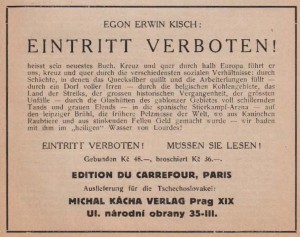 EGON ERWIN KISCH:
EINTRITT VERBOTEN!
heisst sein neuestes Buch. Kreuz und quer durch halb Europa führt er
uns, kreuz und quer durch die verschiedensten sozialen Verhältnisse: durch
Schächte, in denen das Quecksilber quillt und die Arbeiterlungen fällt —
durch ein Dorf voller Irren — durch die belgischen Kohlengebiete, das
Land der Streiks, der grossen historischen Vergangenheit, der grössten
Unfälle — durch die Glashütten des gablonzer Gebiets voll schillernden
Tands und grauen Elends — in die spanische Stierkampf-Arena — auf
den leipziger Brühl, die frühere Pelzmesse der Welt, wo aus Kaninchen
Raubtiere und aus stinkenden Fellen Geld gemacht wurde — wir baden
mit ihm im „heiligen“ Wasser von Lourdes!
EINTRITT VERBOTEN! MÜSSEN SIE LESEN!
Gebunden Kč 48.—, broschiert Kč 36.—.
EDITION DU CARREFOUR, PARIS
Auslieferung für die Tschechoslovakei:
MICHAL KÁCHA VERLAG Prag XIX
Ul. národní obrany 35-III.